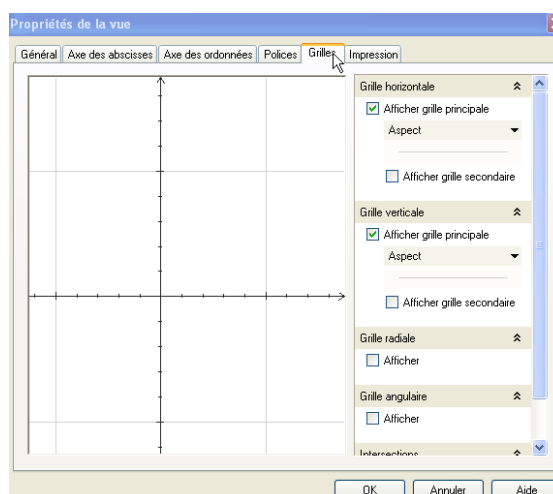 Propriétés de la vue
Général Axe des abscisses Axe des ordonnées Polices Grilles Impression
Grille horizontale
Afficher grille principale
Aspect
Afficher grille secondaire
Grille verticale
Afficher grille principale
Aspect
Afficher grille secondaire
Grille radiale
Afficher
Grille angulaire
Afficher
Intersections
OK Annuler Aide